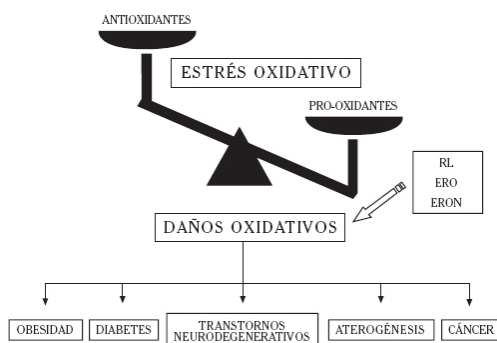 ANTIOXIDANTES
ESTRÉS OXIDATIVO
PRO-OXIDANTES
RL
ERO
ERON
DAÑOS OXIDATIVOS
OBESIDAD
DIABETES
TRANSTORNOS
NEURODEGENERATIVOS
ATEROGÉNESIS
CÁNCER